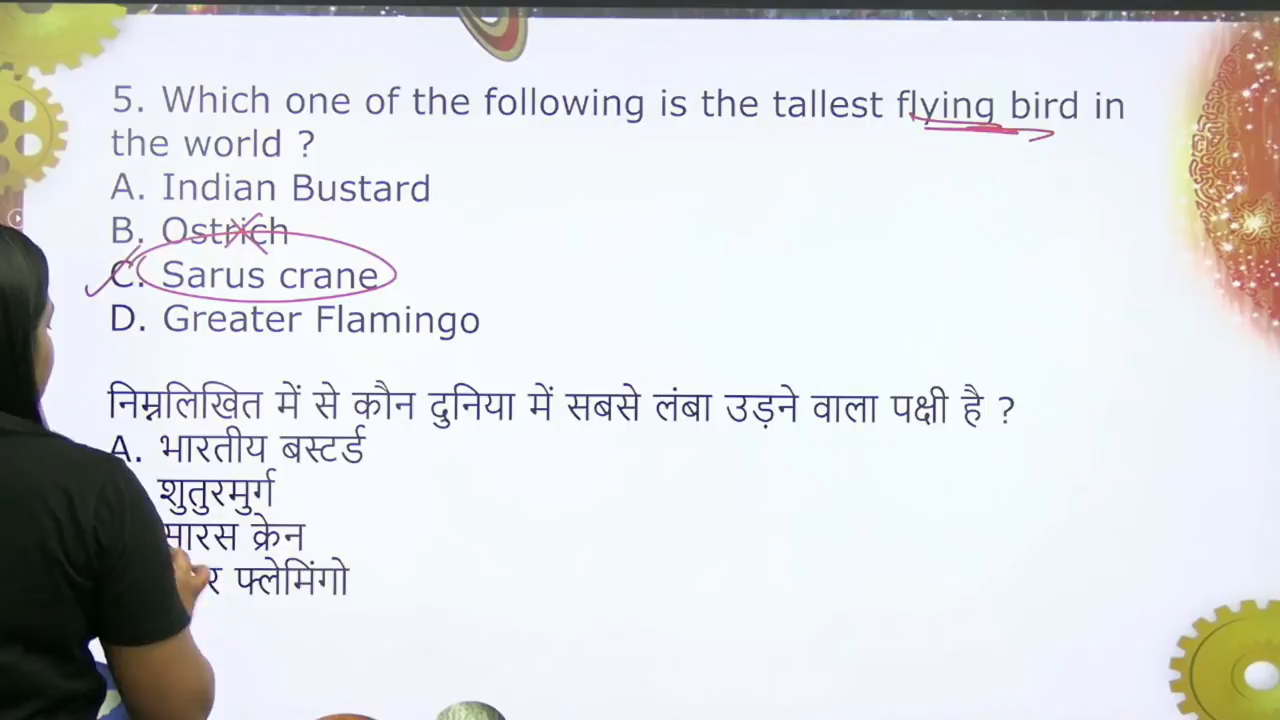 5. Which one of the following is the tallest flying bird in
the world ?
A. Indian Bustard
B. Ostrich
C. Sarus crane
D. Greater Flamingo
निम्नलिखित में से कौन दुनिया में सबसे लंबा उड़ने वाला पक्षी है ?
A. भारतीय बस्टर्ड
शुतुरमुर्ग
सारस क्रेन
फ्लेमिंगो